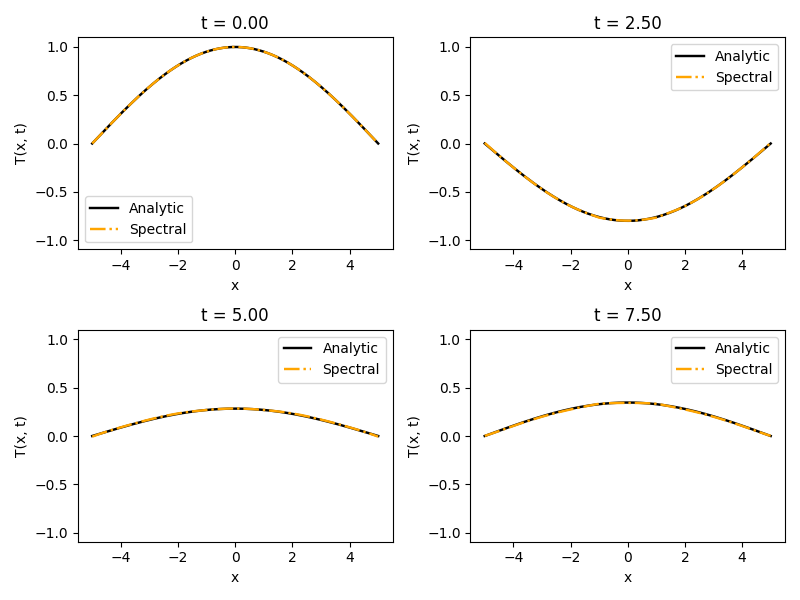 t = 0.00
1.0
0.5
0.0
−0.5
−1.0
T(x, t)
Analytic
Spectral
−4 −2 0 2 4
x
t = 2.50
1.0
0.5
0.0
−0.5
−1.0
T(x, t)
Analytic
Spectral
−4 −2 0 2 4
x
t = 5.00
1.0
0.5
0.0
−0.5
−1.0
T(x, t)
Analytic
Spectral
−4 −2 0 2 4
x
t = 7.50
1.0
0.5
0.0
−0.5
−1.0
T(x, t)
Analytic
Spectral
−4 −2 0 2 4
x